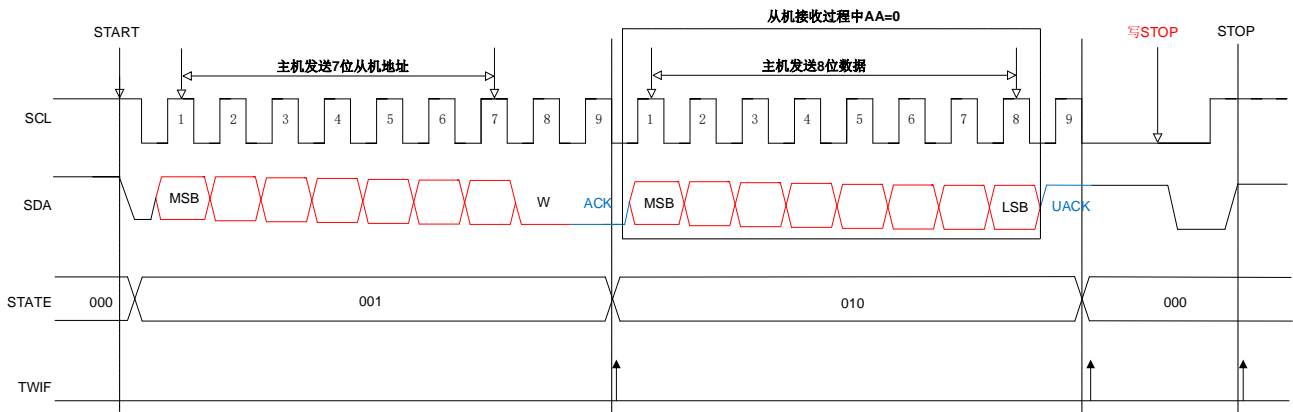 从机接收过程中AA=0
START
写STOP
STOP
主机发送7位从机地址
主机发送8位数据
SCL
1 2 3 4 5 6 7 8 9 1 2 3 4 5 6 7 8 9
SDA
MSB W ACK MSB LSB UACK
STATE
000 001 010 000
TWIF